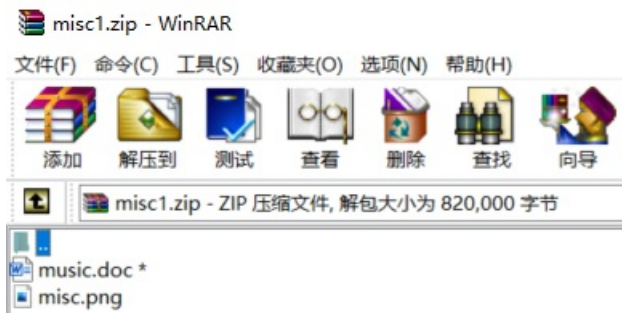 misc1.zip - WinRAR
文件(F) 命令(C) 工具(S) 收藏夹(O) 选项(N) 帮助(H)
添加 解压到 测试 查看 删除 查找 向导
misc1.zip - ZIP 压缩文件, 解包大小为 820,000 字节
..
music.doc *
misc.png